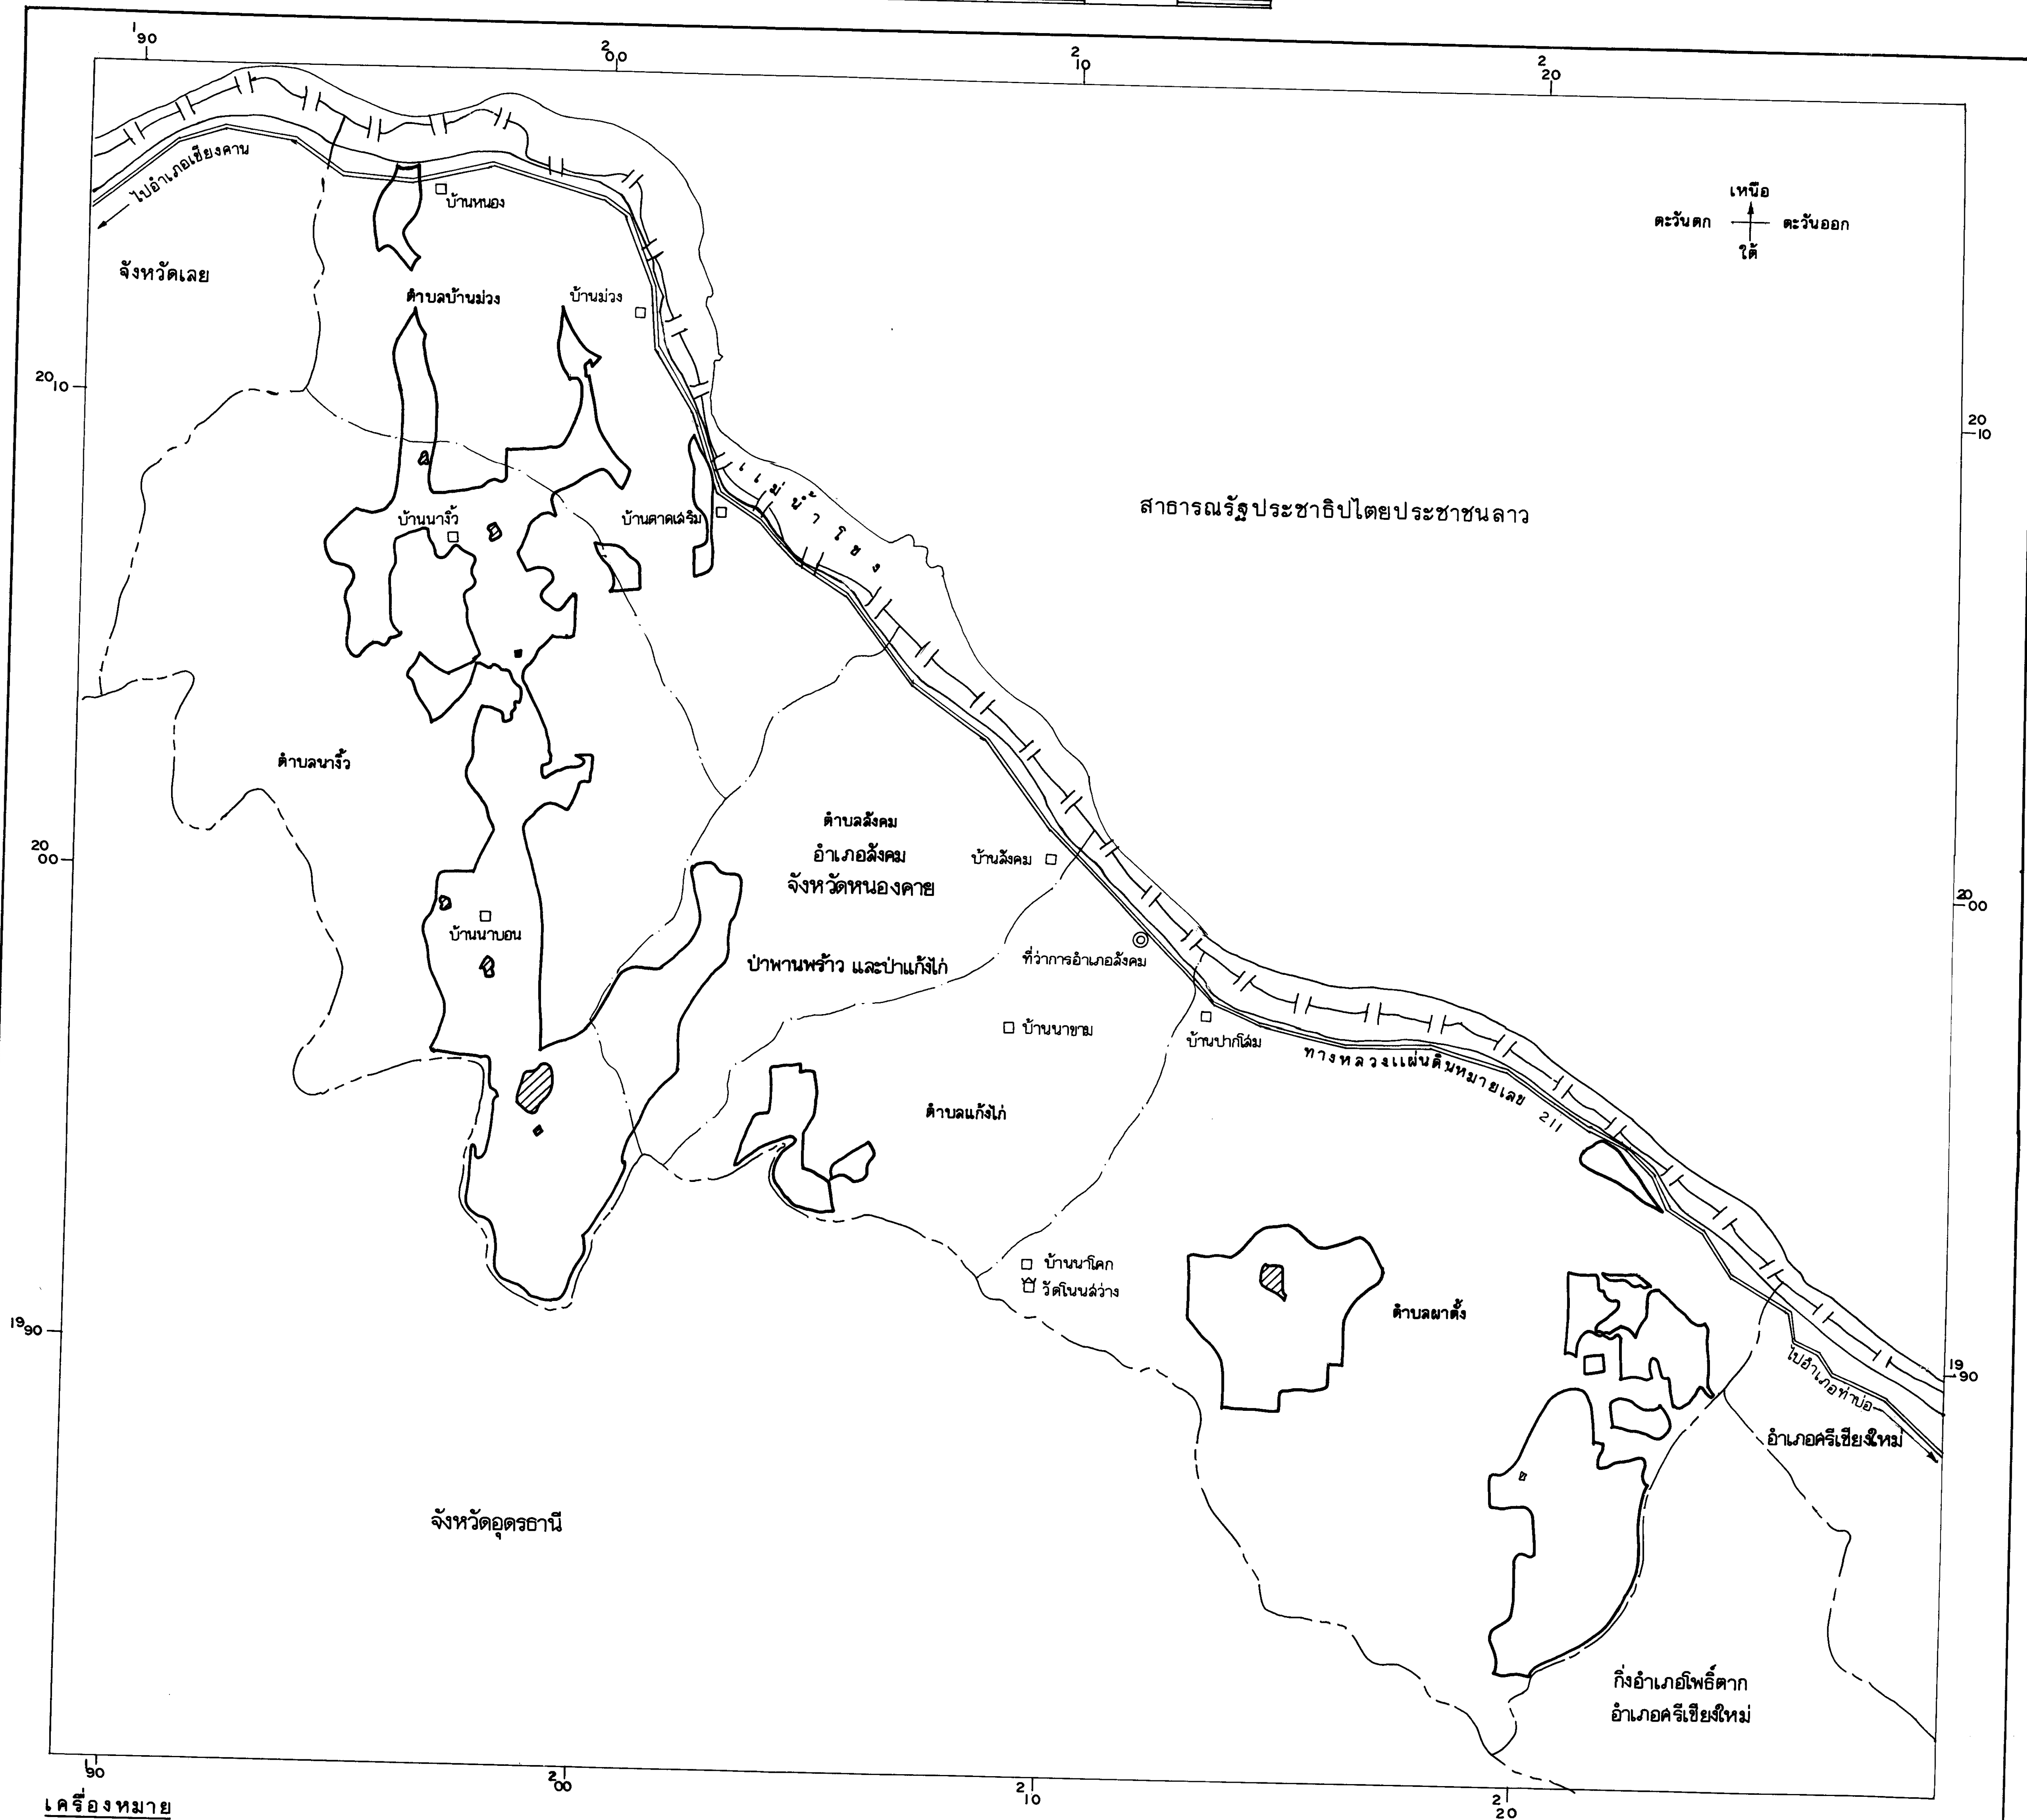 190
200
210
220
ไปอำเภอเชียงคาน
บ้านหนอง
เหนือ
ตะวันตก ตะวันออก
ใต้
จังหวัดเลย
ตำบลบ้านม่วง
บ้านม่วง
2010
2010
แม่น้ำโขง
สาธารณรัฐประชาธิปไตยประชาชนลาว
บ้านนางิ้ว
บ้านตาดเสริม
ตำบลนางิ้ว
ตำบลสังคม
อำเภอสังคม
จังหวัดหนองคาย
บ้านสังคม
2000
2000
บ้านนาบอน
ป่าพานพร้าว และป่าแก้งไก่
ที่ว่าการอำเภอสังคม
บ้านนาขาม
บ้านปากโสม
ทางหลวงแผ่นดินหมายเลข 211
ตำบลแก้งไก่
บ้านนาโคก
วัดโนนสว่าง
ตำบลผาตั้ง
1990
1990
ไปอำเภอท่าบ่อ
อำเภอศรีเชียงใหม่
จังหวัดอุดรธานี
กิ่งอำเภอโพธิ์ตาก
อำเภอศรีเชียงใหม่
190
200
210
220
เครื่องหมาย